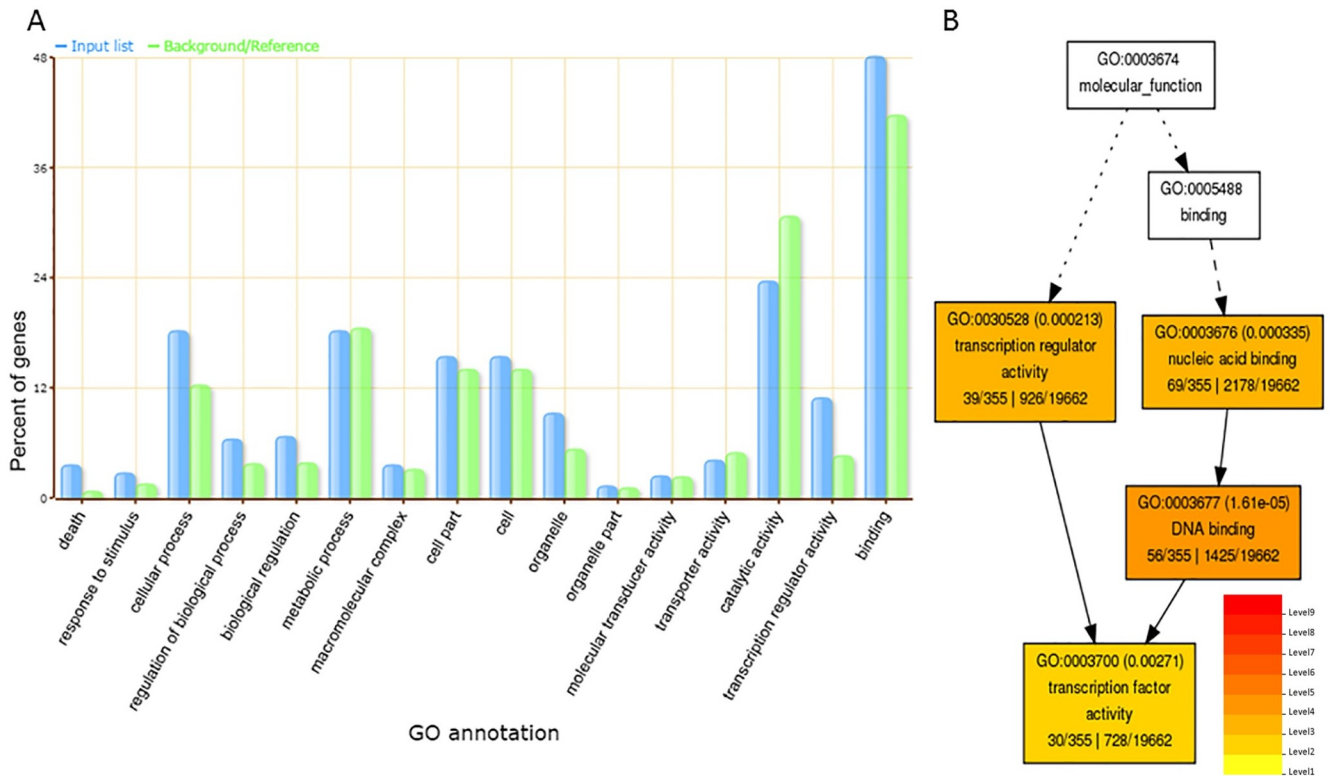 A
Input list Background/Reference
48
36
24
12
0
Percent of genes
death
response to stimulus
cellular process
regulation of biological process
biological regulation
metabolic process
macromolecular complex
cell part
cell
organelle
organelle part
molecular transducer activity
transporter activity
catalytic activity
transcription regulator activity
binding
GO annotation
B
GO:0003674
molecular_function
GO:0005488
binding
GO:0030528 (0.000213)
transcription regulator
activity
39/355 | 926/19662
GO:0003676 (0.000335)
nucleic acid binding
69/355 | 2178/19662
GO:0003677 (1.61e-05)
DNA binding
56/355 | 1425/19662
GO:0003700 (0.00271)
transcription factor
activity
30/355 | 728/19662
Level9
Level8
Level7
Level6
Level5
Level4
Level3
Level2
Level1